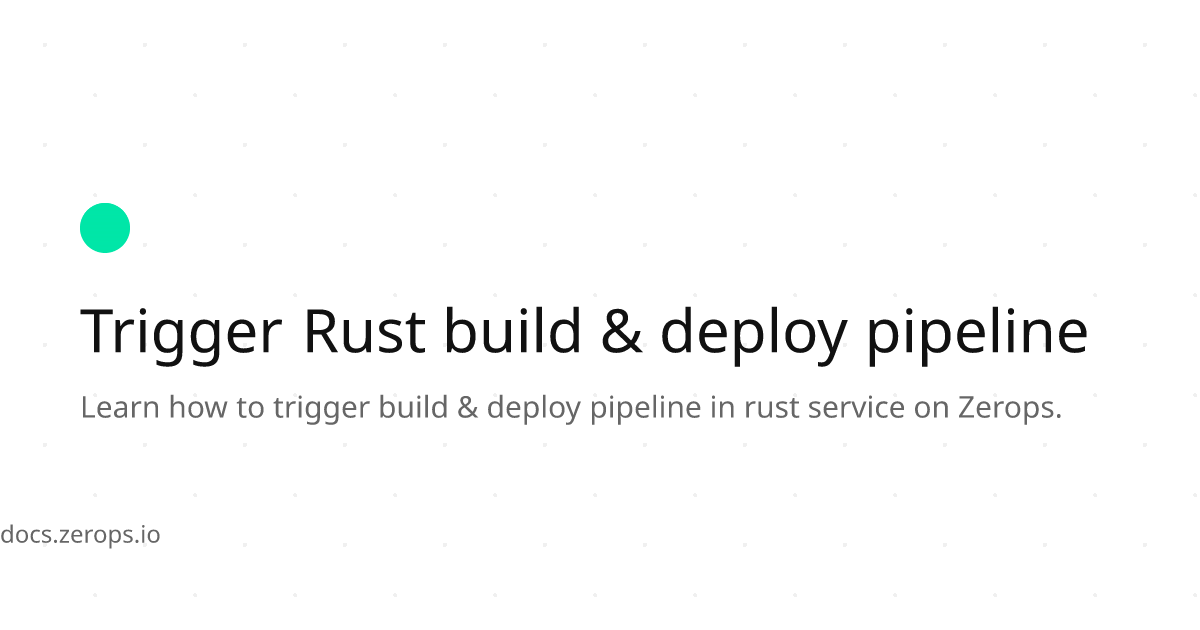 Trigger Rust build & deploy pipeline
Learn how to trigger build & deploy pipeline in rust service on Zerops.
docs.zerops.io